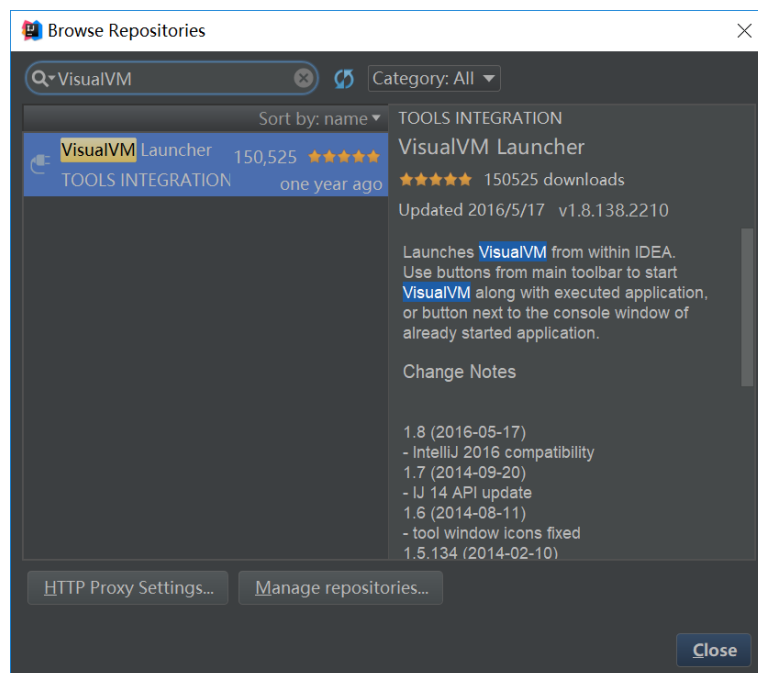 Browse Repositories
VisualVM
Category: All
Sort by: name
VisualVM Launcher
150,525
TOOLS INTEGRATION
one year ago
TOOLS INTEGRATION
VisualVM Launcher
150525 downloads
Updated 2016/5/17 v1.8.138.2210
Launches VisualVM from within IDEA.
Use buttons from main toolbar to start
VisualVM along with executed application,
or button next to the console window of
already started application.
Change Notes
1.8 (2016-05-17)
- IntelliJ 2016 compatibility
1.7 (2014-09-20)
- IJ 14 API update
1.6 (2014-08-11)
- tool window icons fixed
1.5.134 (2014-02-10)
HTTP Proxy Settings...
Manage repositories...
Close